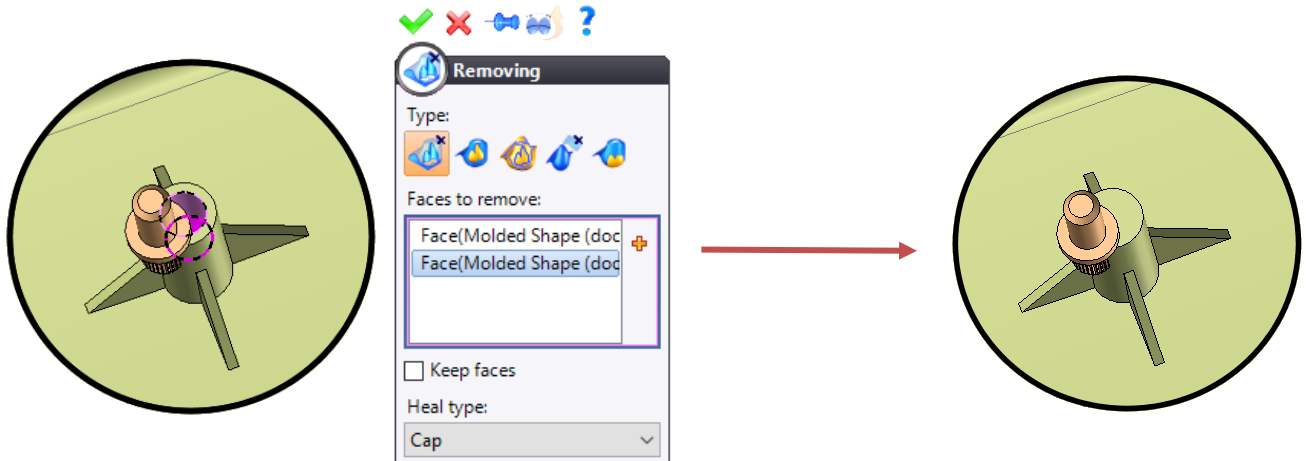 Removing
Type:
Faces to remove:
Face(Molded Shape (doc
Face(Molded Shape (doc
Keep faces
Heal type:
Cap